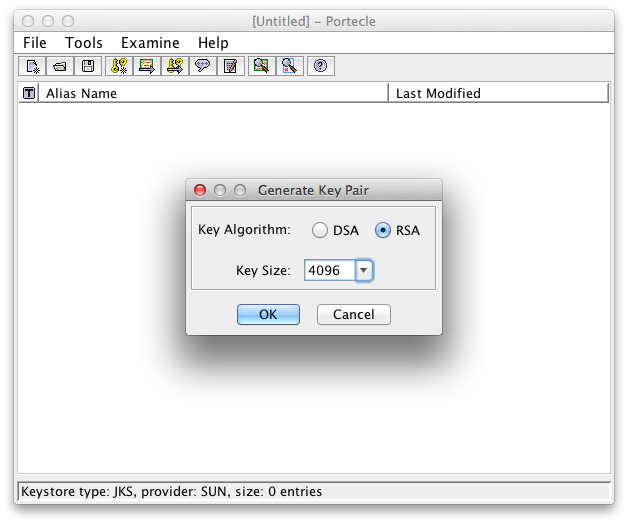 [Untitled] – Portecle
File Tools Examine Help
T Alias Name Last Modified
Generate Key Pair
Key Algorithm: DSA RSA
Key Size: 4096
OK Cancel
Keystore type: JKS, provider: SUN, size: 0 entries